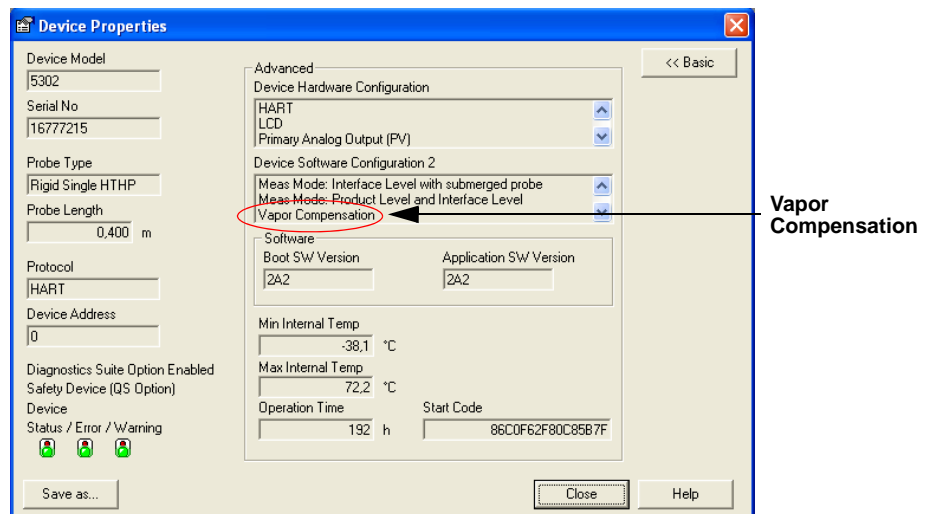 Device Properties
Device Model
5302
Serial No
16777215
Probe Type
Rigid Single HTHP
Probe Length
0,400 m
Protocol
HART
Device Address
0
Diagnostics Suite Option Enabled
Safety Device (QS Option)
Device
Status / Error / Warning
Save as...
<< Basic
Advanced
Device Hardware Configuration
HART
LCD
Primary Analog Output (PV)
Device Software Configuration 2
Meas Mode: Interface Level with submerged probe
Meas Mode: Product Level and Interface Level
Vapor Compensation
Software
Boot SW Version
2A2
Application SW Version
2A2
Min Internal Temp
-38,1 °C
Max Internal Temp
72,2 °C
Operation Time
192 h
Start Code
86C0F62F80C85B7F
Close
Help
Vapor
Compensation